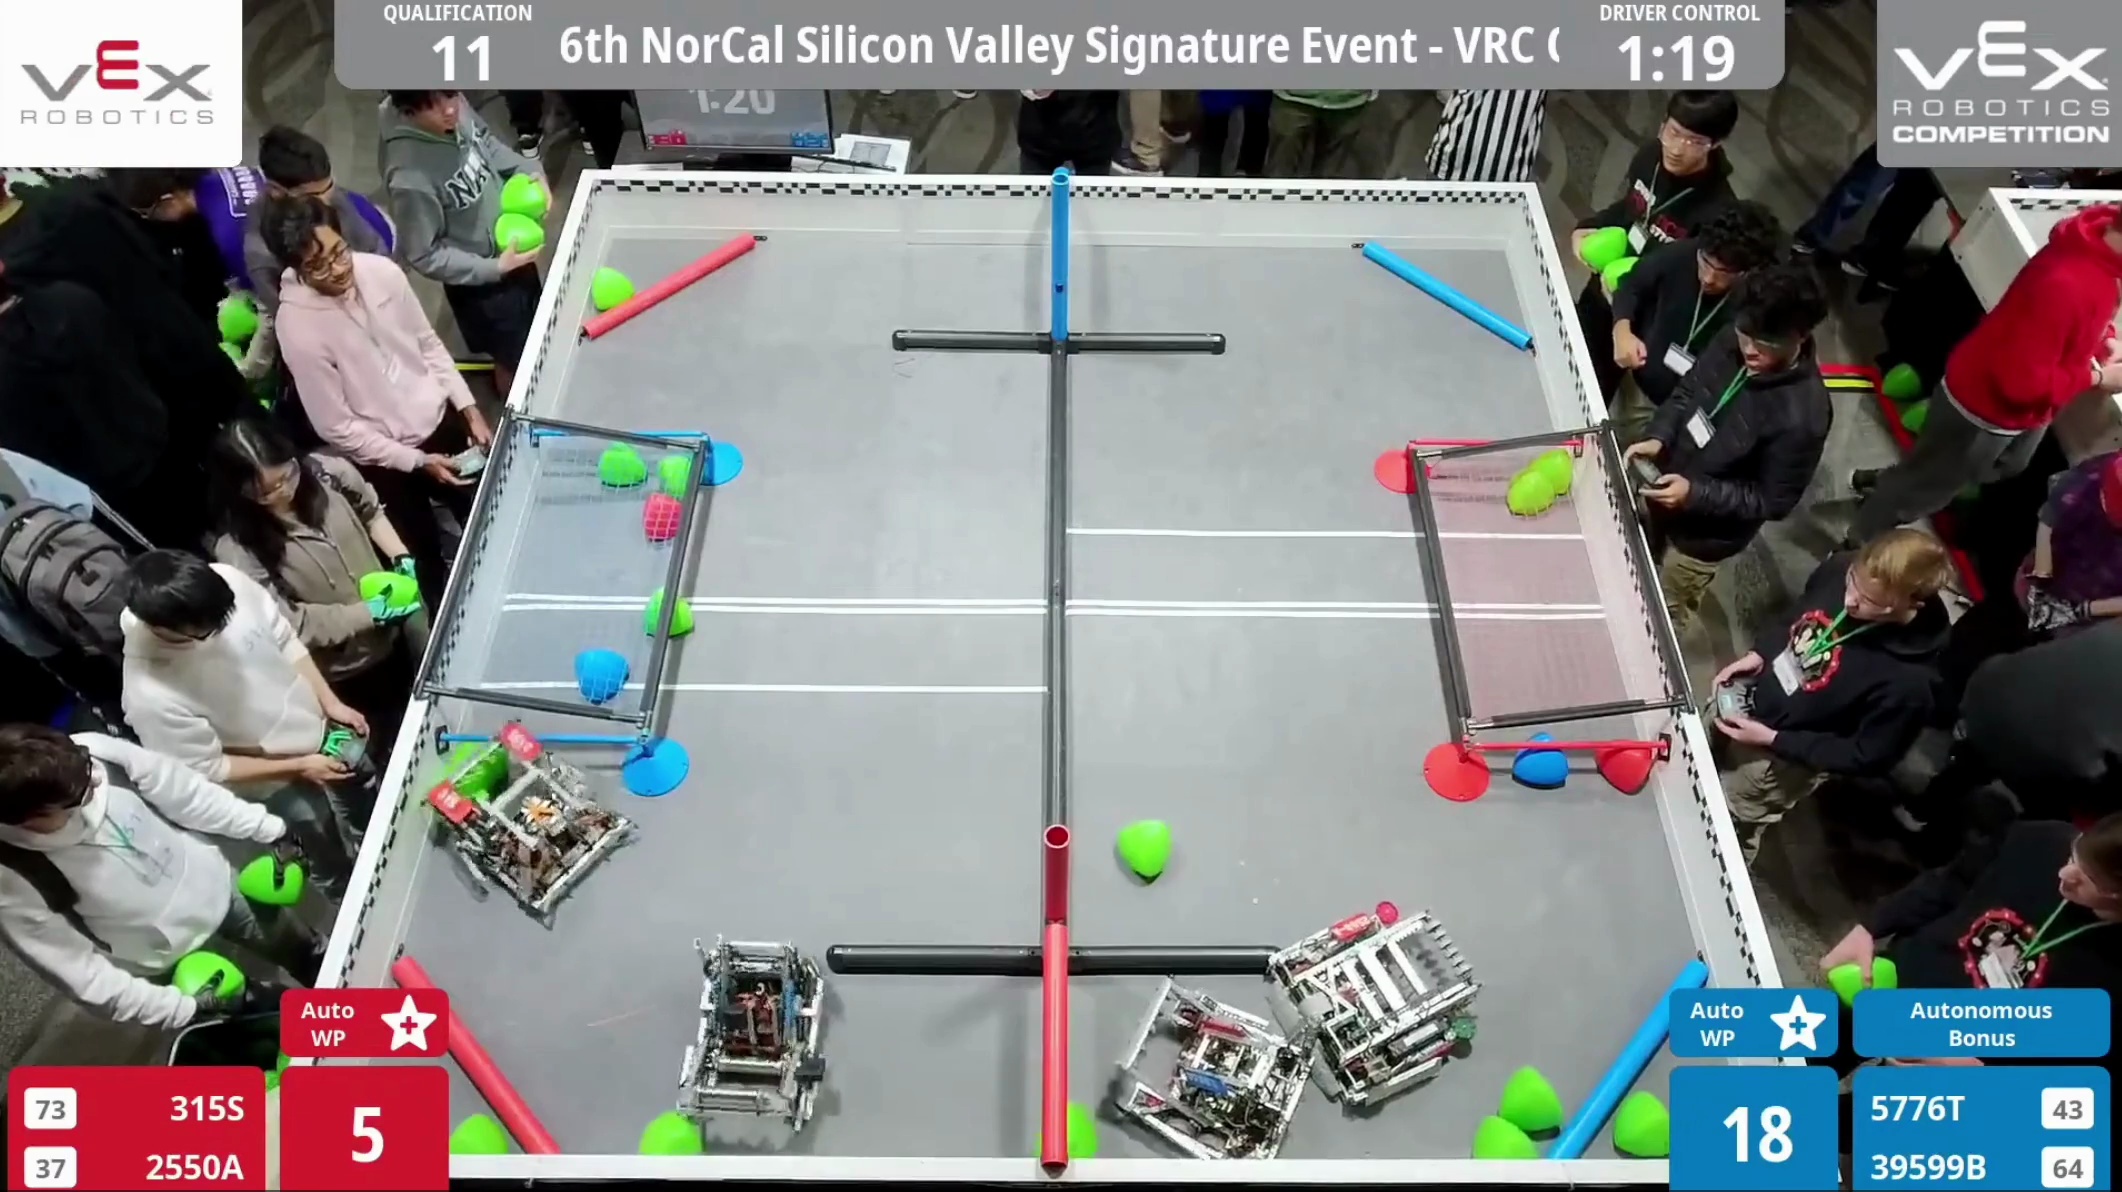 QUALIFICATION
11
6th NorCal Silicon Valley Signature Event - VRC
DRIVER CONTROL
1:19
VEX
ROBOTICS
VEX
ROBOTICS
COMPETITION
1:20
Auto
WP
73 315S
37 2550A
5
Auto
WP
Autonomous
Bonus
18
5776T 43
39599B 64